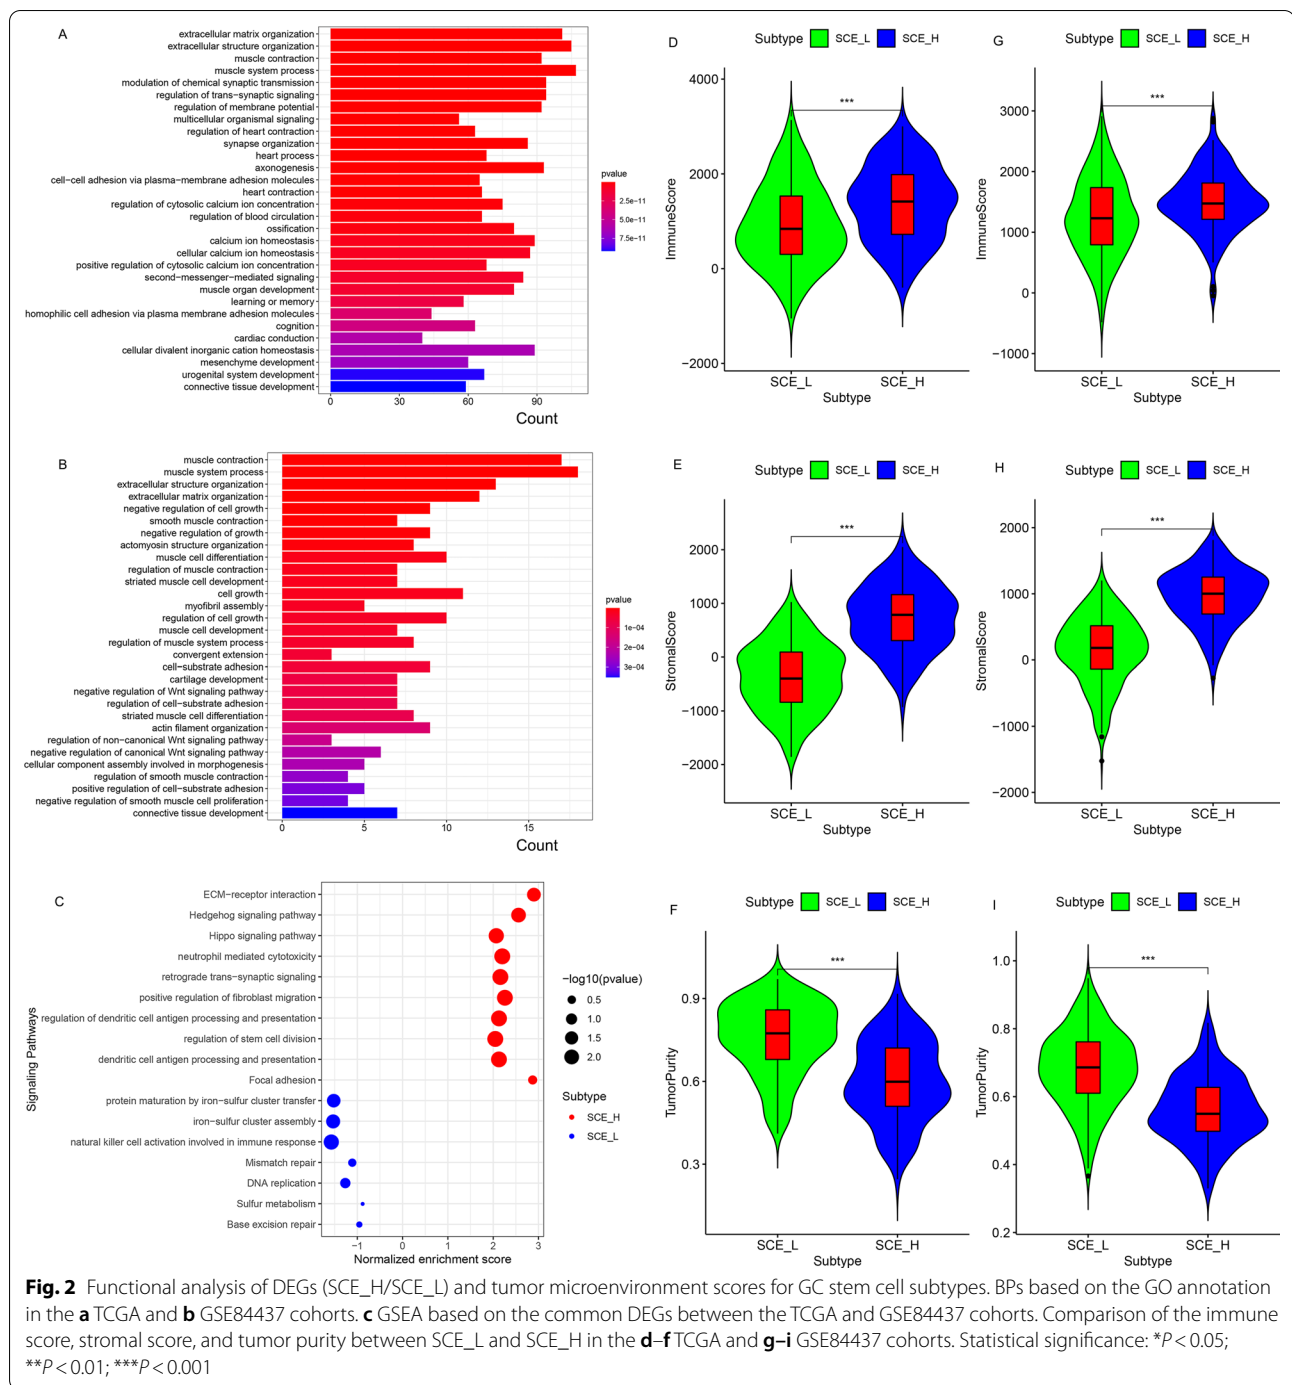 A
extracellular matrix organization
extracellular structure organization
muscle contraction
muscle system process
modulation of chemical synaptic transmission
regulation of trans−synaptic signaling
regulation of membrane potential
multicellular organismal signaling
regulation of heart contraction
synapse organization
heart process
axonogenesis
cell−cell adhesion via plasma−membrane adhesion molecules
heart contraction
regulation of cytosolic calcium ion concentration
regulation of blood circulation
ossification
calcium ion homeostasis
cellular calcium ion homeostasis
positive regulation of cytosolic calcium ion concentration
second−messenger−mediated signaling
muscle organ development
learning or memory
homophilic cell adhesion via plasma membrane adhesion molecules
cognition
cardiac conduction
cellular divalent inorganic cation homeostasis
mesenchyme development
urogenital system development
connective tissue development
0 30 60 90
Count
pvalue
2.5e−11
5.0e−11
7.5e−11
D
Subtype SCE_L SCE_H
4000
2000
0
−2000
ImmuneScore
***
SCE_L SCE_H
Subtype
G
Subtype SCE_L SCE_H
3000
2000
1000
0
−1000
ImmuneScore
***
SCE_L SCE_H
Subtype
B
muscle contraction
muscle system process
extracellular structure organization
extracellular matrix organization
negative regulation of cell growth
smooth muscle contraction
negative regulation of growth
actomyosin structure organization
muscle cell differentiation
regulation of muscle contraction
striated muscle cell development
cell growth
myofibril assembly
regulation of cell growth
muscle cell development
regulation of muscle system process
convergent extension
cell−substrate adhesion
cartilage development
negative regulation of Wnt signaling pathway
regulation of cell−substrate adhesion
striated muscle cell differentiation
actin filament organization
regulation of non−canonical Wnt signaling pathway
negative regulation of canonical Wnt signaling pathway
cellular component assembly involved in morphogenesis
regulation of smooth muscle contraction
positive regulation of cell−substrate adhesion
negative regulation of smooth muscle cell proliferation
connective tissue development
0 5 10 15
Count
pvalue
1e−04
2e−04
3e−04
E
Subtype SCE_L SCE_H
2000
1000
0
−1000
−2000
StromalScore
***
SCE_L SCE_H
Subtype
H
Subtype SCE_L SCE_H
2000
1000
0
−1000
−2000
StromalScore
***
SCE_L SCE_H
Subtype
C
Signaling Pathways
ECM−receptor interaction
Hedgehog signaling pathway
Hippo signaling pathway
neutrophil mediated cytotoxicity
retrograde trans−synaptic signaling
positive regulation of fibroblast migration
regulation of dendritic cell antigen processing and presentation
regulation of stem cell division
dendritic cell antigen processing and presentation
Focal adhesion
protein maturation by iron−sulfur cluster transfer
iron−sulfur cluster assembly
natural killer cell activation involved in immune response
Mismatch repair
DNA replication
Sulfur metabolism
Base excision repair
−1 0 1 2 3
Normalized enrichment score
−log10(pvalue)
0.5
1.0
1.5
2.0
Subtype
SCE_H
SCE_L
F
Subtype SCE_L SCE_H
0.9
0.6
0.3
TumorPurity
***
SCE_L SCE_H
Subtype
I
Subtype SCE_L SCE_H
1.0
0.8
0.6
0.4
0.2
TumorPurity
***
SCE_L SCE_H
Subtype
Fig. 2 Functional analysis of DEGs (SCE_H/SCE_L) and tumor microenvironment scores for GC stem cell subtypes. BPs based on the GO annotation
in the a TCGA and b GSE84437 cohorts. c GSEA based on the common DEGs between the TCGA and GSE84437 cohorts. Comparison of the immune
score, stromal score, and tumor purity between SCE_L and SCE_H in the d–f TCGA and g–i GSE84437 cohorts. Statistical significance: *P < 0.05;
**P < 0.01; ***P < 0.001